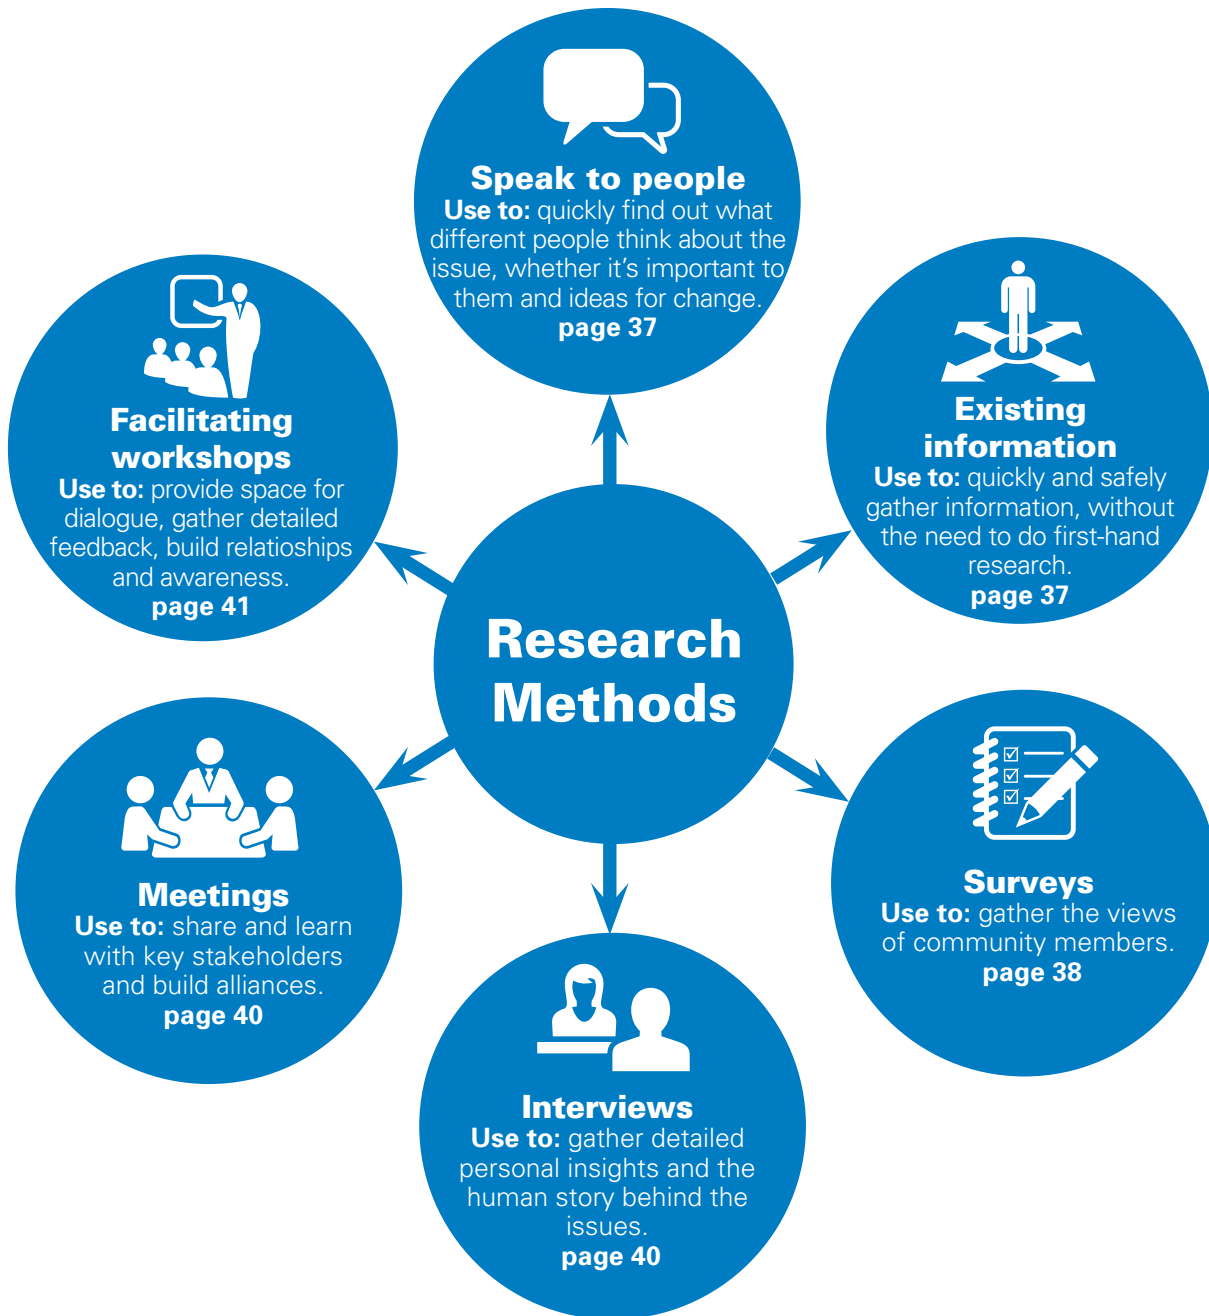 Speak to people
Use to: quickly find out what
different people think about the
issue, whether it's important to
them and ideas for change.
page 37
Existing
information
Use to: quickly and safely
gather information, without
the need to do first-hand
research.
page 37
Facilitating
workshops
Use to: provide space for
dialogue, gather detailed
feedback, build relatioships
and awareness.
page 41
Research
Methods
Meetings
Use to: share and learn
with key stakeholders
and build alliances.
page 40
Surveys
Use to: gather the views
of community members.
page 38
Interviews
Use to: gather detailed
personal insights and the
human story behind the
issues.
page 40